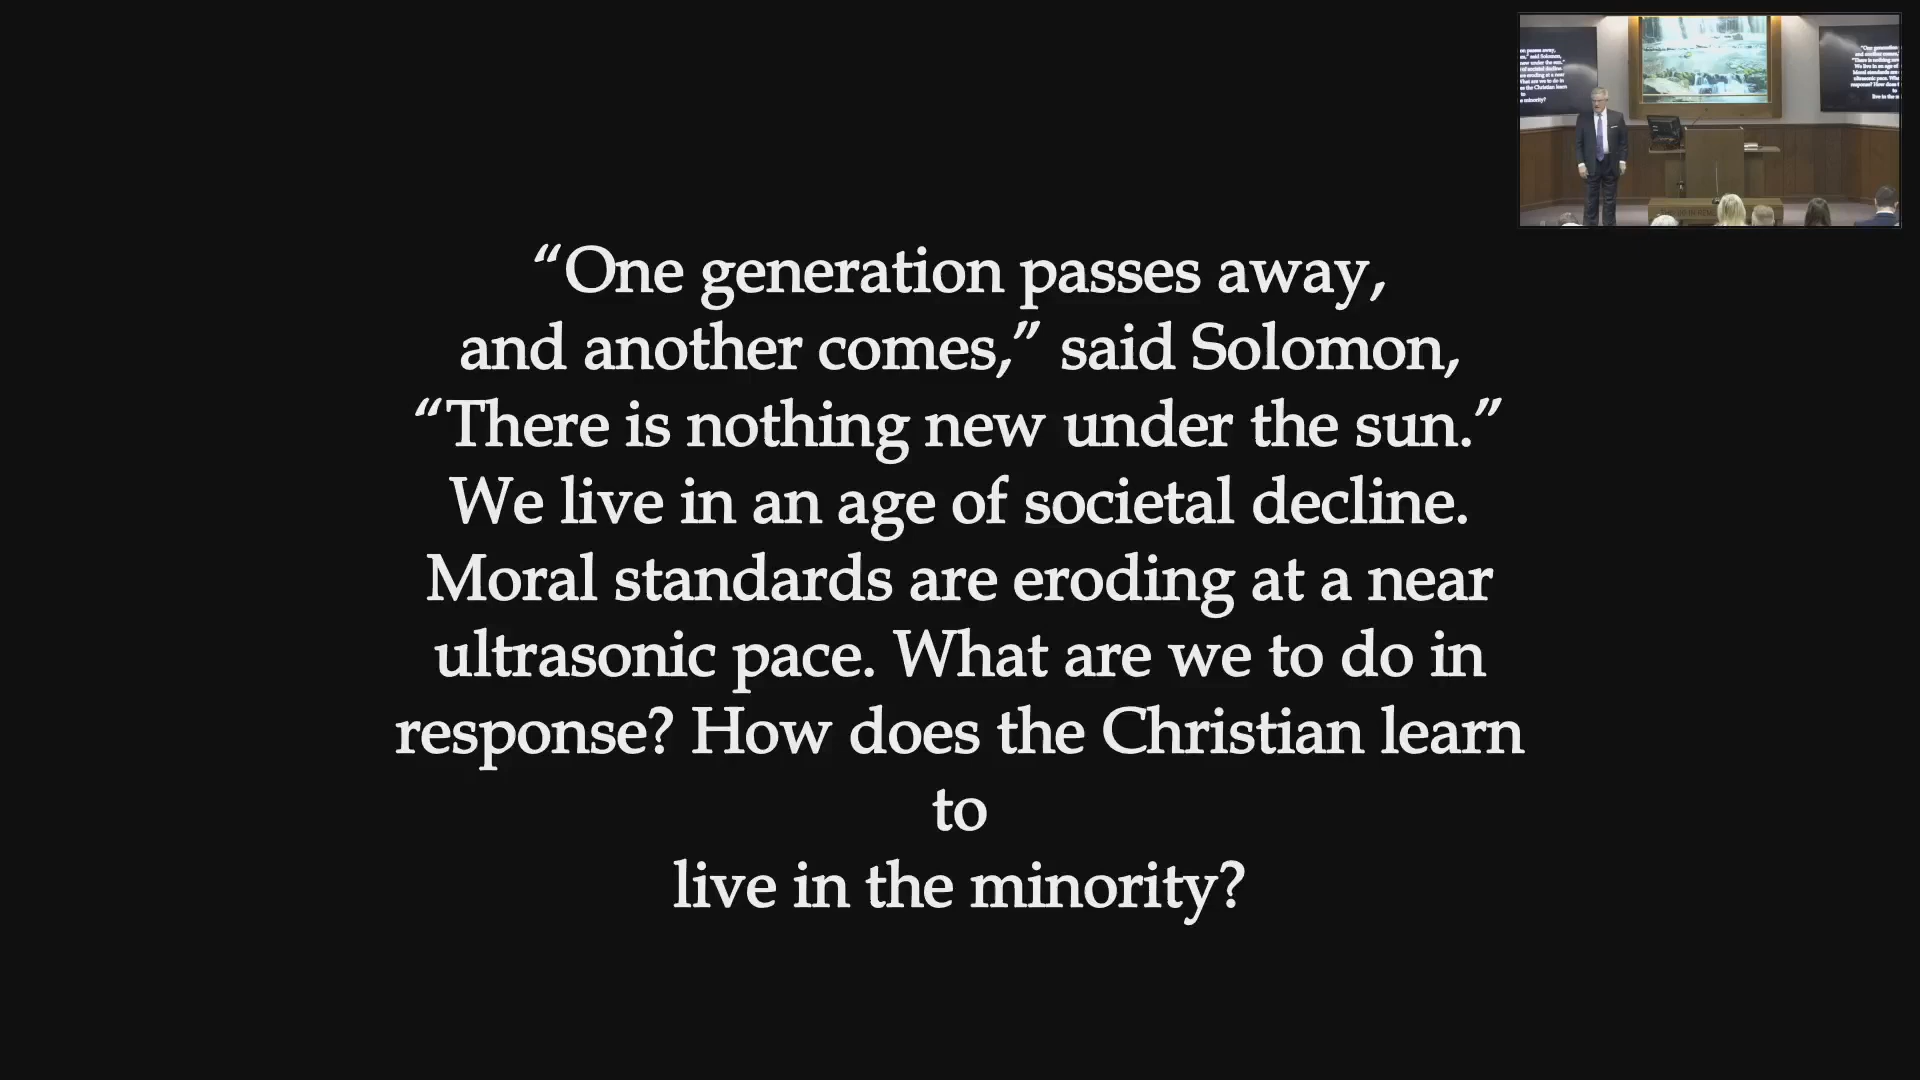 “One generation passes away,
and another comes,” said Solomon,
“There is nothing new under the sun.”
We live in an age of societal decline.
Moral standards are eroding at a near
ultrasonic pace. What are we to do in
response? How does the Christian learn
to
live in the minority?